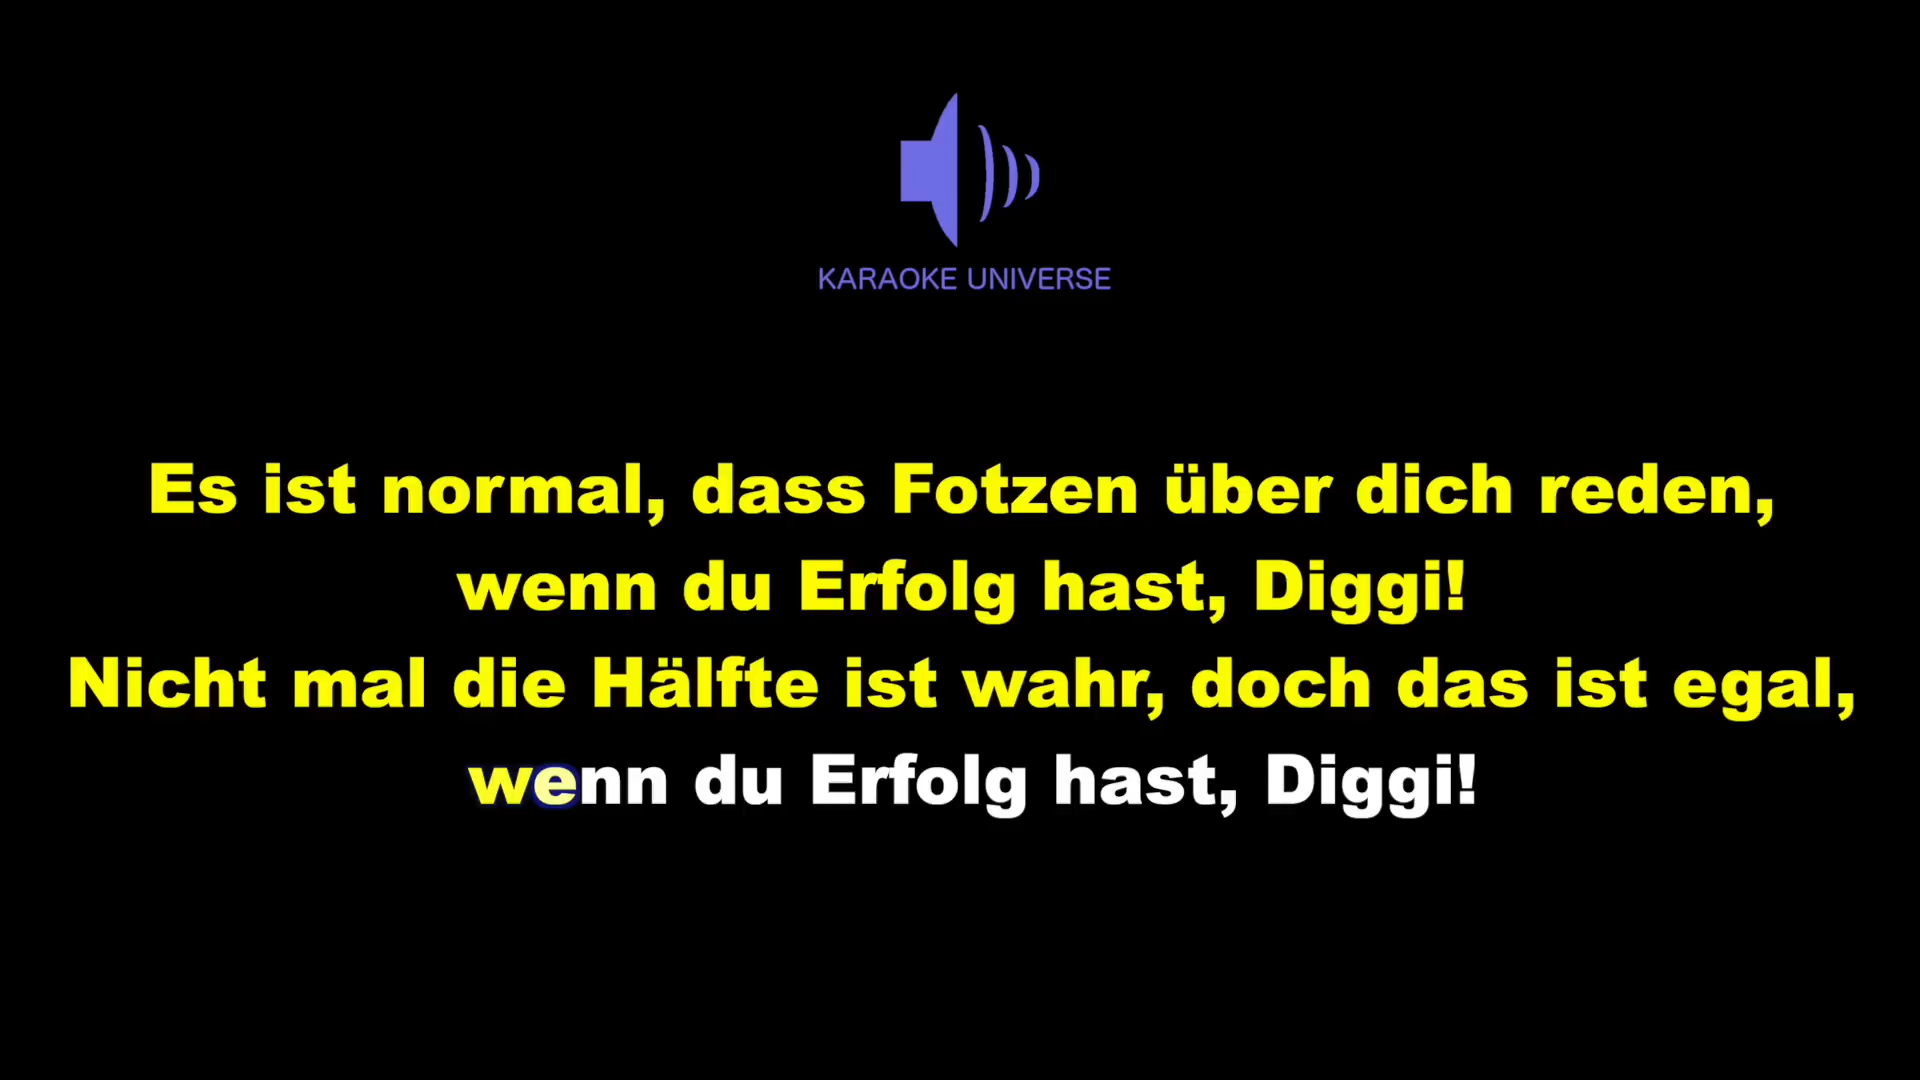 KARAOKE UNIVERSE
Es ist normal, dass Fotzen über dich reden,
wenn du Erfolg hast, Diggi!
Nicht mal die Hälfte ist wahr, doch das ist egal,
wenn du Erfolg hast, Diggi!